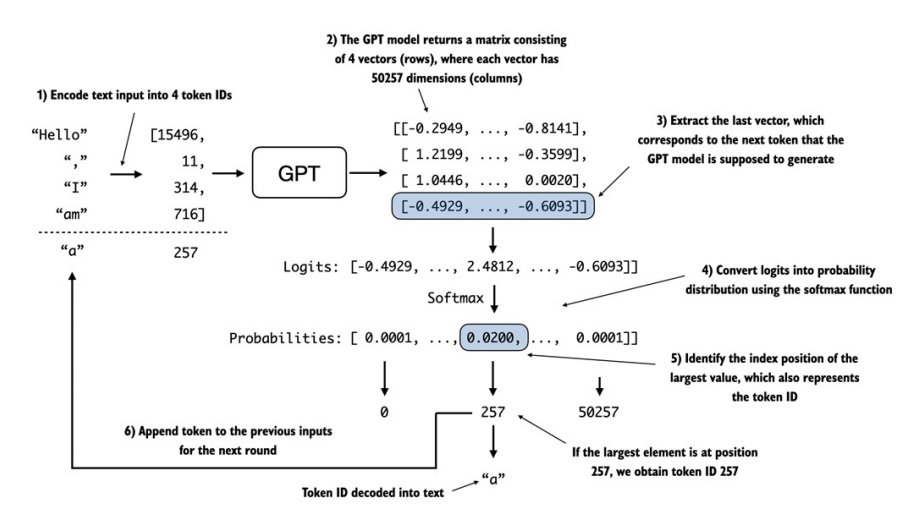 2) The GPT model returns a matrix consisting
of 4 vectors (rows), where each vector has
50257 dimensions (columns)
1) Encode text input into 4 token IDs
3) Extract the last vector, which
corresponds to the next token that the
GPT model is supposed to generate
“Hello” [15496,
“,” 11,
“I” 314,
“am” 716]
“a” 257
GPT
[[-0.2949, ..., -0.8141],
[ 1.2199, ..., -0.3599],
[ 1.0446, ..., 0.0020],
[-0.4929, ..., -0.6093]]
Logits: [-0.4929, ..., 2.4812, ..., -0.6093]]
4) Convert logits into probability
distribution using the softmax function
Softmax
Probabilities: [ 0.0001, ..., 0.0200, ..., 0.0001]]
5) Identify the index position of the
largest value, which also represents
the token ID
0 257 50257
6) Append token to the previous inputs
for the next round
If the largest element is at position
257, we obtain token ID 257
“a”
Token ID decoded into text